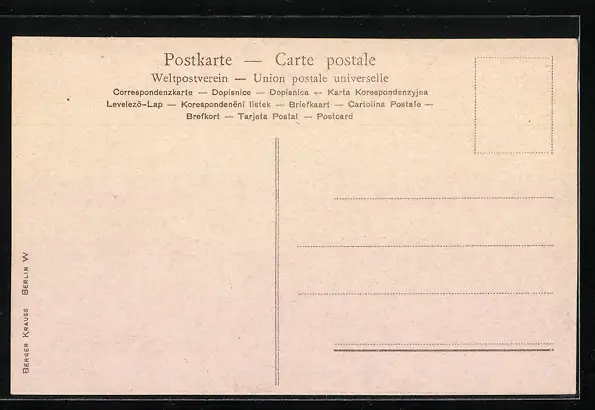 Postkarte — Carte postale
Weltpostverein — Union postale universelle
Correspondenzkarte — Dopisnice — Dopisnica — Karta Korespondenzyjna
Levelező-Lap — Korespondenční lístek — Briefkaart — Cartolina Postale —
Brefkort — Tarjeta Postal — Postcard
BERGER KRAUSS BERLIN W